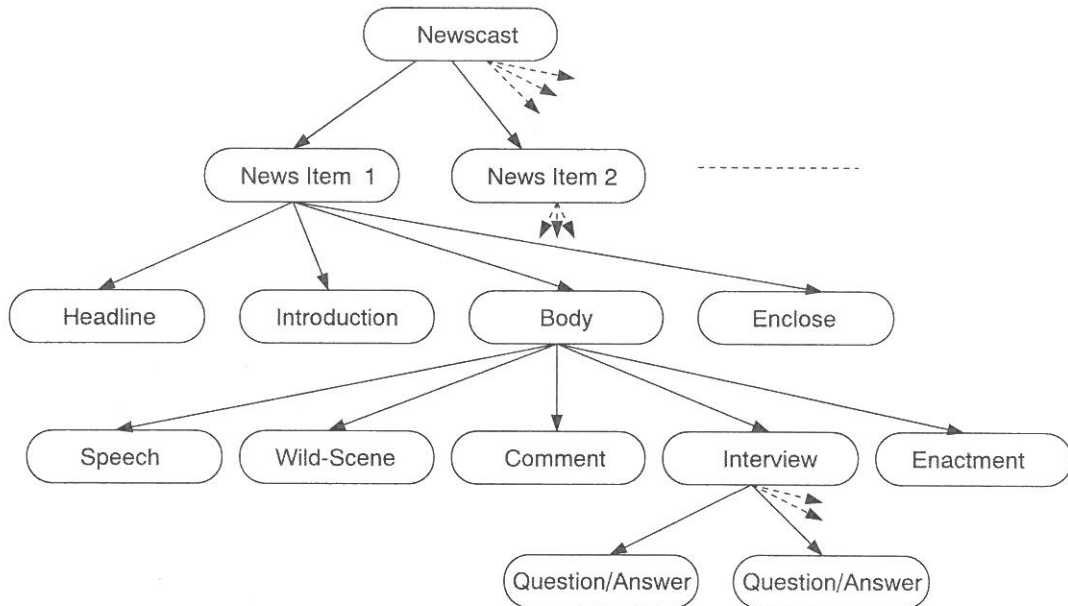 Newscast
News Item 1
News Item 2
Headline
Introduction
Body
Enclose
Speech
Wild-Scene
Comment
Interview
Enactment
Question/Answer
Question/Answer